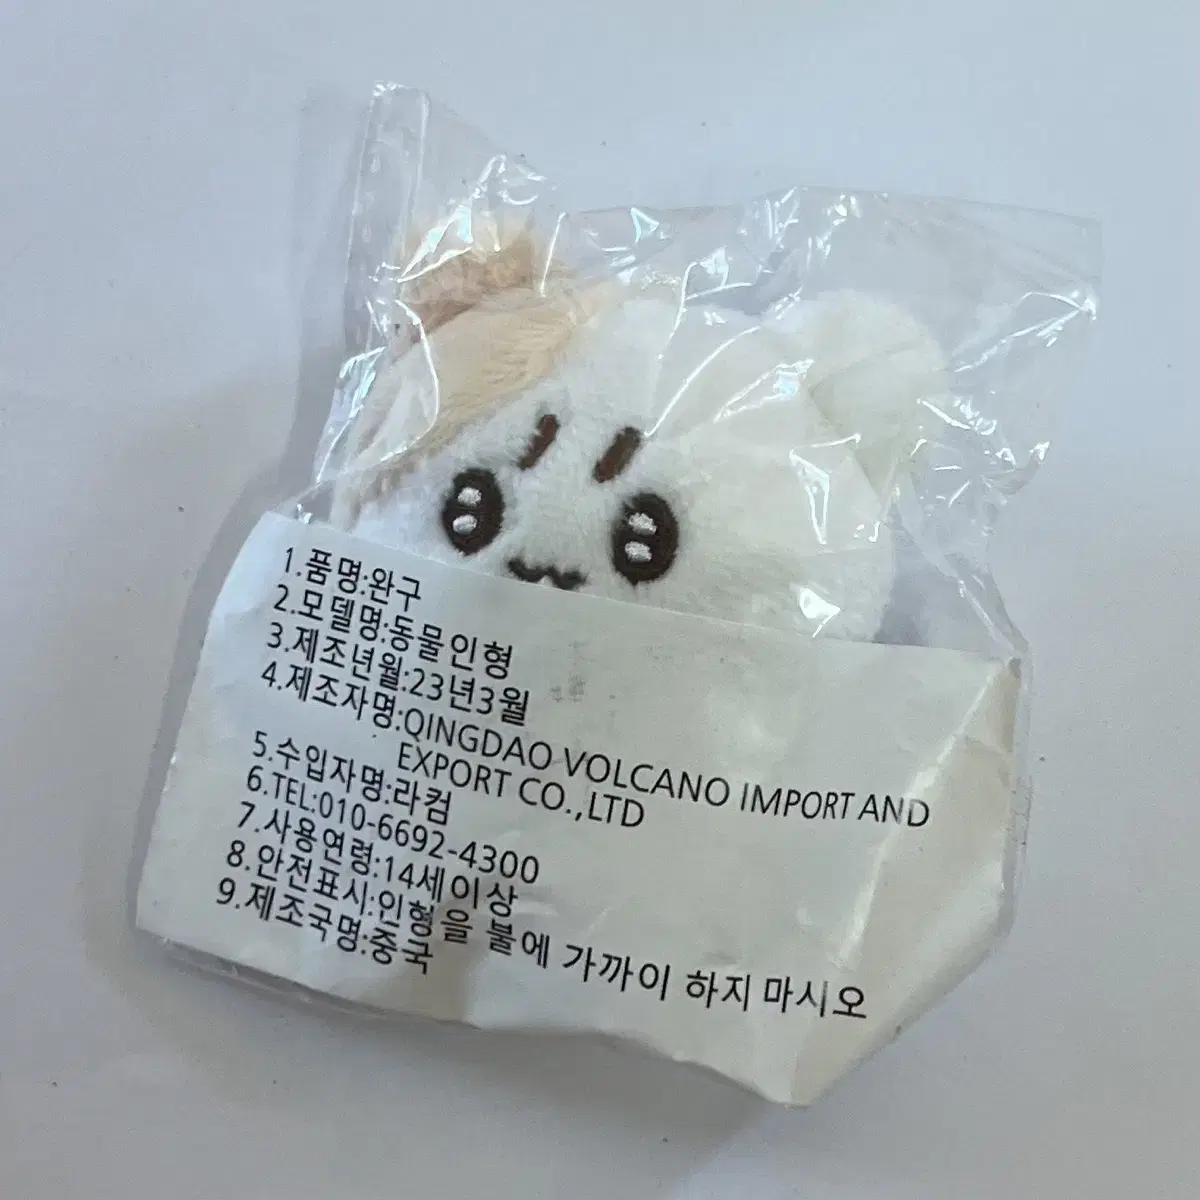 1.품명:완구
2.모델명:동물인형
3.제조년월:23년3월
4.제조자명:QINGDAO VOLCANO IMPORT AND
EXPORT CO.,LTD
5.수입자명:라컴
6.TEL:010-6692-4300
7.사용연령:14세이상
8.안전표시:인형을 불에 가까이 하지 마시오
9.제조국명:중국